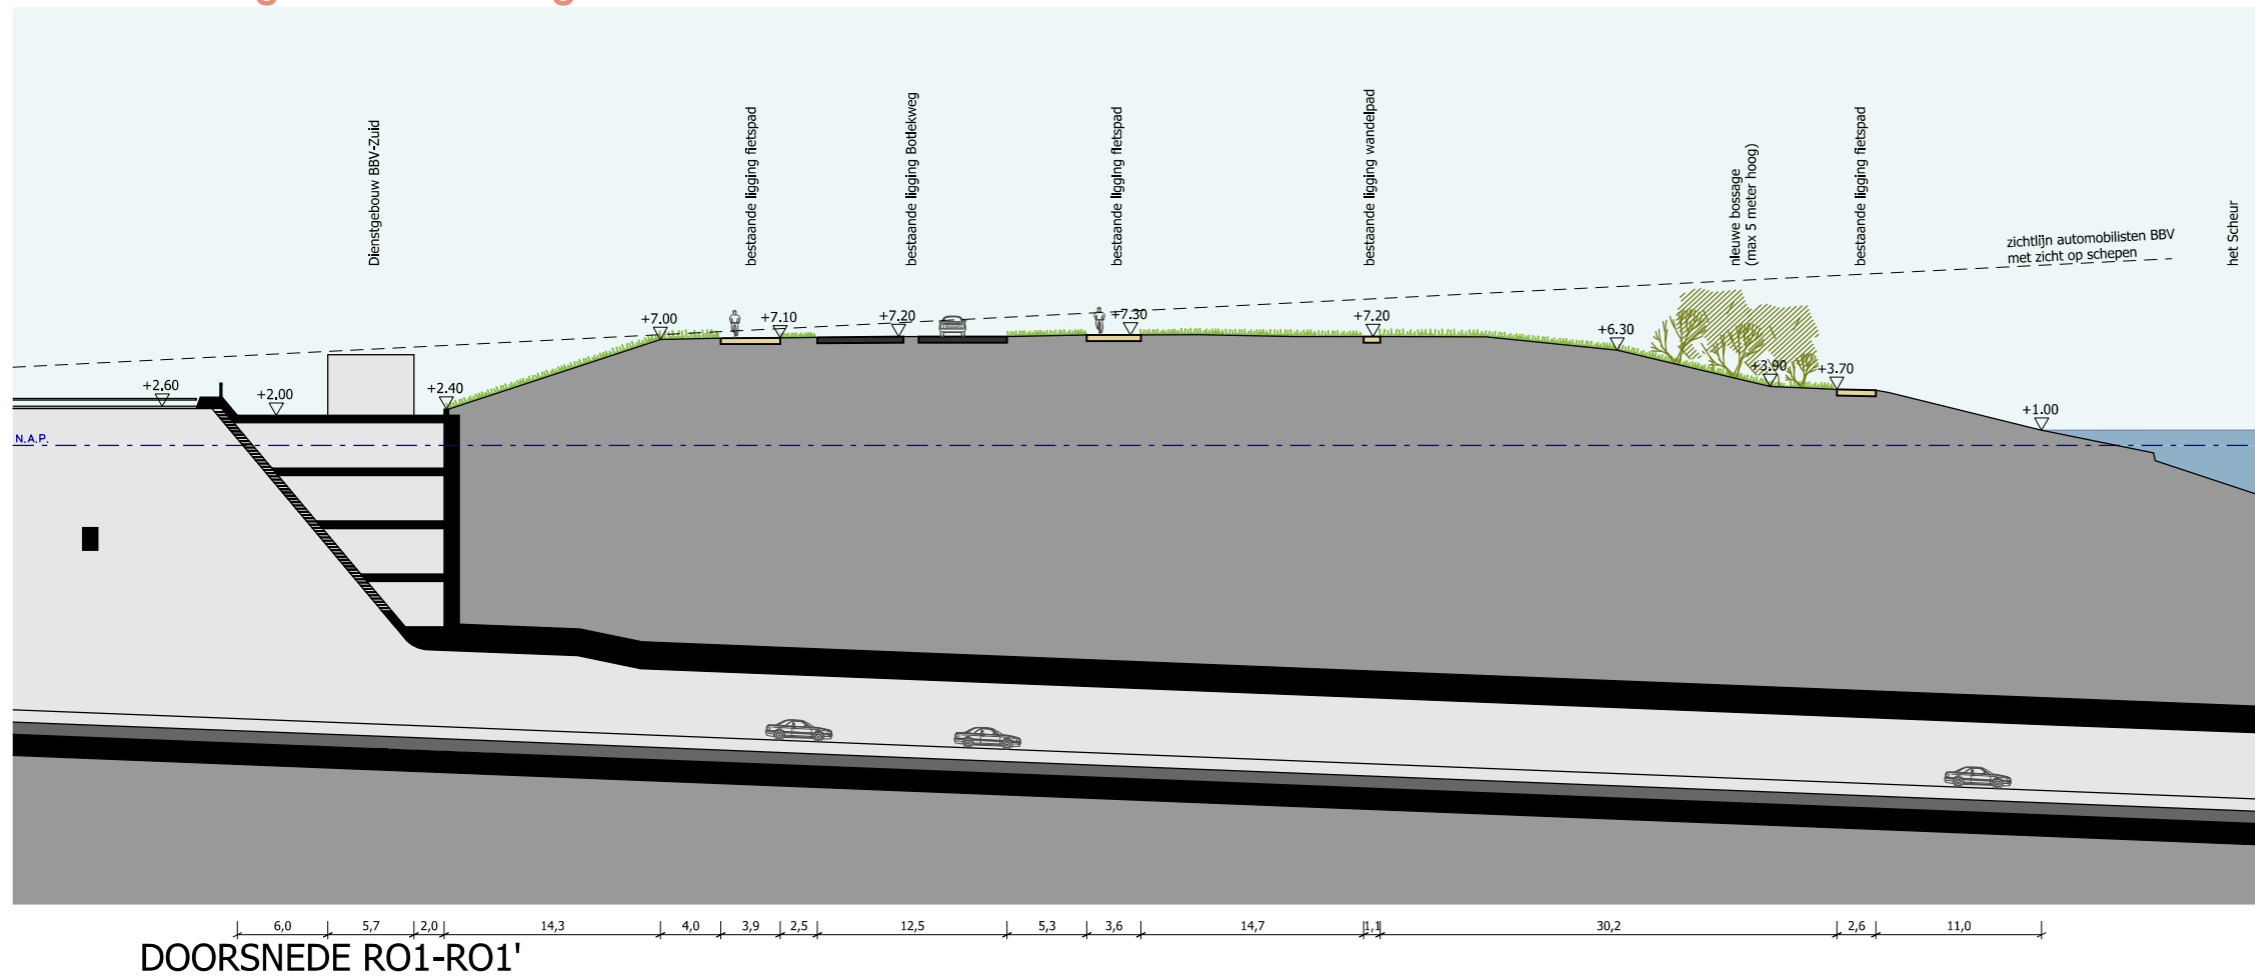 Dienstgebouw BBV-Zuid
bestaande ligging fietspad
bestaande ligging Botlekweg
bestaande ligging fietspad
bestaande ligging wandelpad
nieuwe bossage
(max 5 meter hoog)
bestaande ligging fietspad
het Scheur
zichtlijn automobilisten BBV
met zicht op schepen
+2.60
+2.00
+2.40
+7.00
+7.10
+7.20
+7.30
+7.20
+6.30
+3.90
+3.70
+1.00
N.A.P.
6,0 5,7 2,0 14,3 4,0 3,9 2,5 12,5 5,3 3,6 14,7 1,1 30,2 2,6 11,0
DOORSNEDE RO1-RO1'